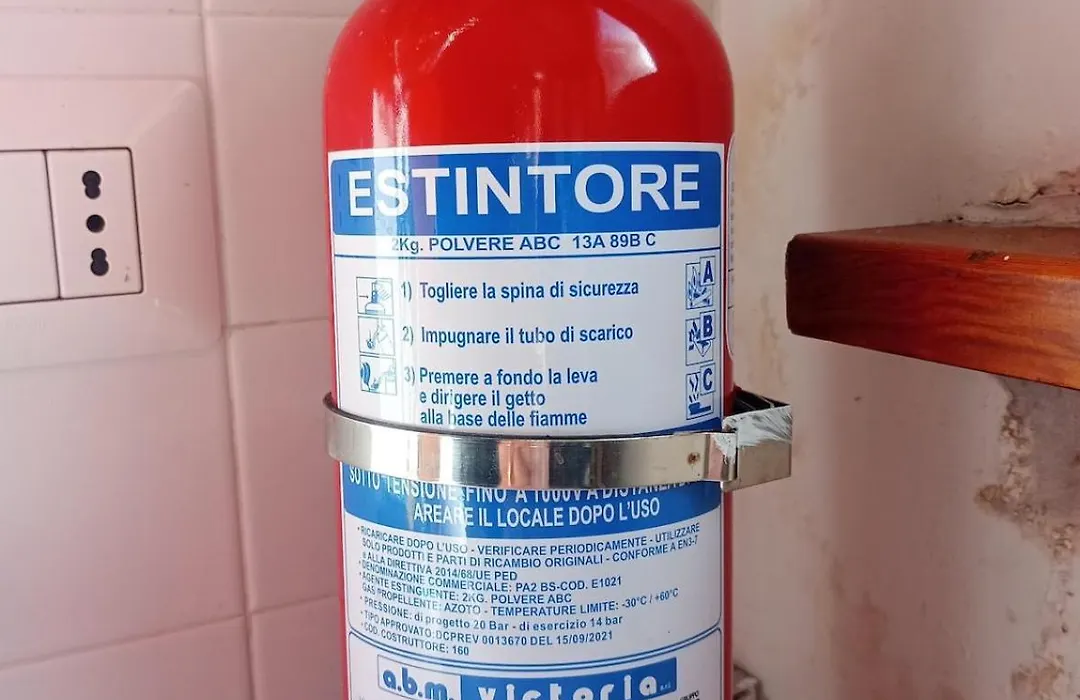 ESTINTORE
2Kg. POLVERE ABC 13A 89B C
1) Togliere la spina di sicurezza
A
2) Impugnare il tubo di scarico
B
3) Premere a fondo la leva
e dirigere il getto
alla base delle fiamme
C
SOTTO TENSIONE FINO A 1000V A
AREARE IL LOCALE DOPO L'USO
• RICARICARE DOPO L'USO - VERIFICARE PERIODICAMENTE - UTILIZZARE
SOLO PRODOTTI E PARTI DI RICAMBIO ORIGINALI - CONFORME A EN3-7
e ALLA DIRETTIVA 2014/68/UE PED
• DENOMINAZIONE COMMERCIALE: PA2 BS-COD. E1021
• AGENTE ESTINGUENTE: 2KG. POLVERE ABC
GAS PROPELLENTE: AZOTO - TEMPERATURE LIMITE: -30°C / +60°C
• PRESSIONE: di progetto 20 Bar - di esercizio 14 bar
• TIPO APPROVATO: DCPREV 0013670 DEL 15/09/2021
• COD. COSTRUTTORE: 160
a.b.m. victoria s.r.l.